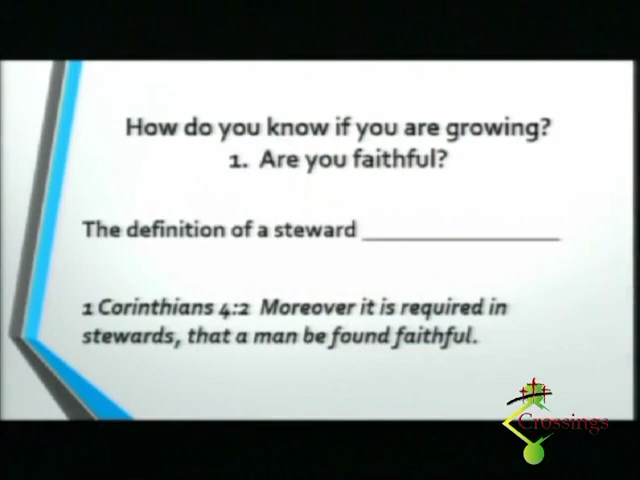 How do you know if you are growing?
1. Are you faithful?
The definition of a steward ____________________
1 Corinthians 4:2 Moreover it is required in
stewards, that a man be found faithful.
Crossings